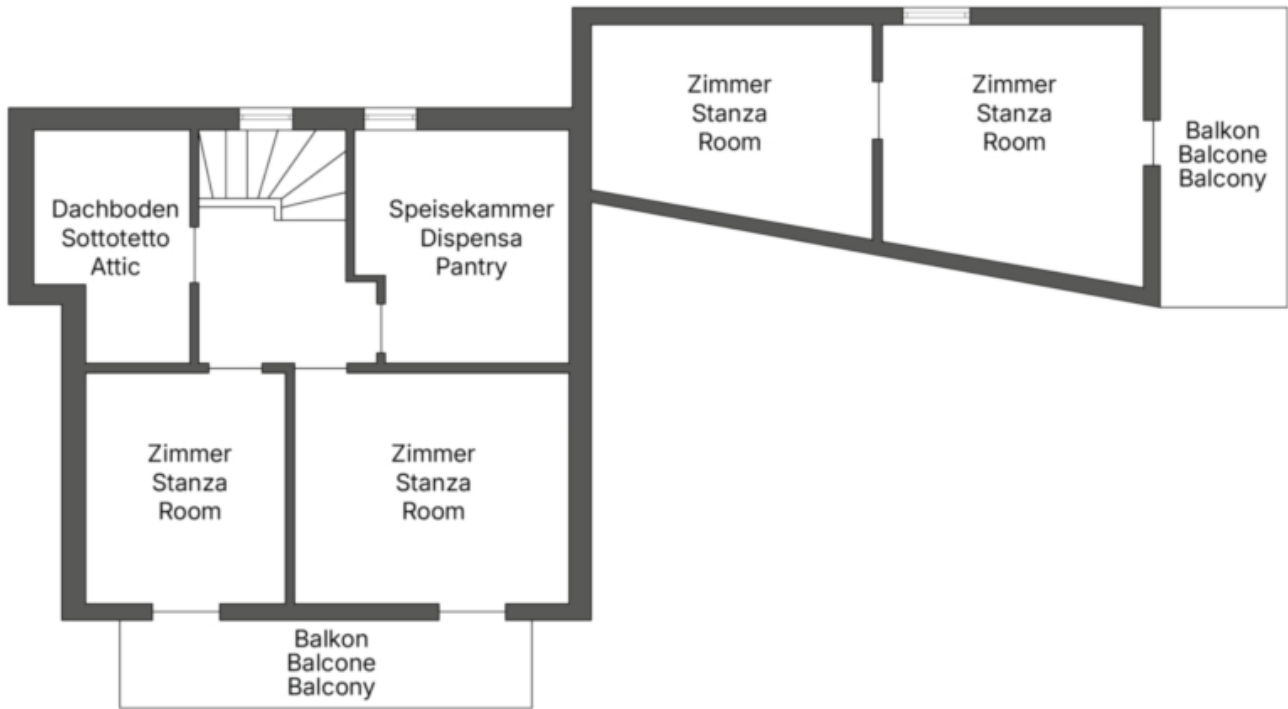 Zimmer
Stanza
Room
Zimmer
Stanza
Room
Balkon
Balcone
Balcony
Dachboden
Sottotetto
Attic
Speisekammer
Dispensa
Pantry
Zimmer
Stanza
Room
Zimmer
Stanza
Room
Balkon
Balcone
Balcony